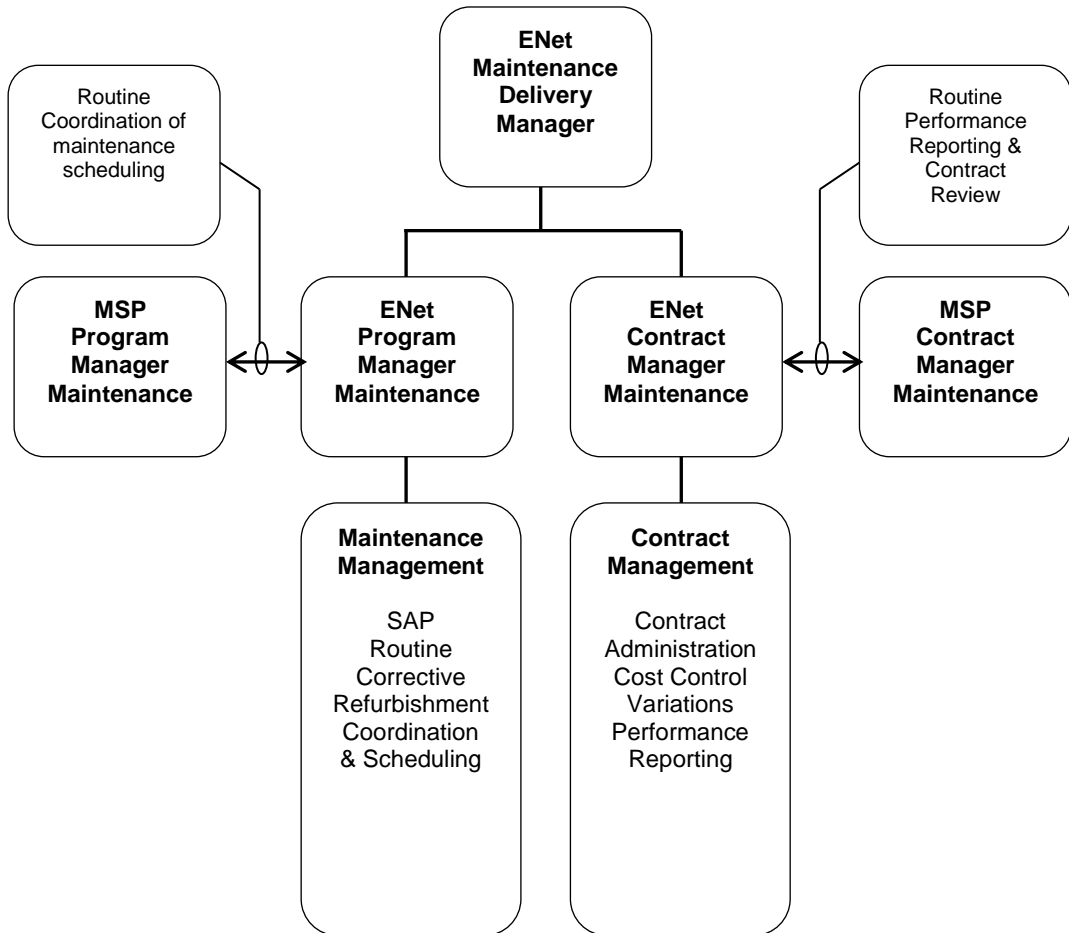 ENet
Maintenance
Delivery
Manager
Routine
Coordination of
maintenance
scheduling
Routine
Performance
Reporting &
Contract
Review
MSP
Program
Manager
Maintenance
ENet
Program
Manager
Maintenance
ENet
Contract
Manager
Maintenance
MSP
Contract
Manager
Maintenance
Maintenance
Management
SAP
Routine
Corrective
Refurbishment
Coordination
& Scheduling
Contract
Management
Contract
Administration
Cost Control
Variations
Performance
Reporting